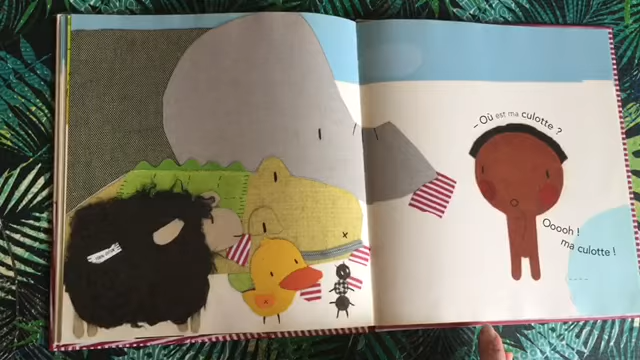 – Où est ma culotte ?
Ooooh !
ma culotte !
....